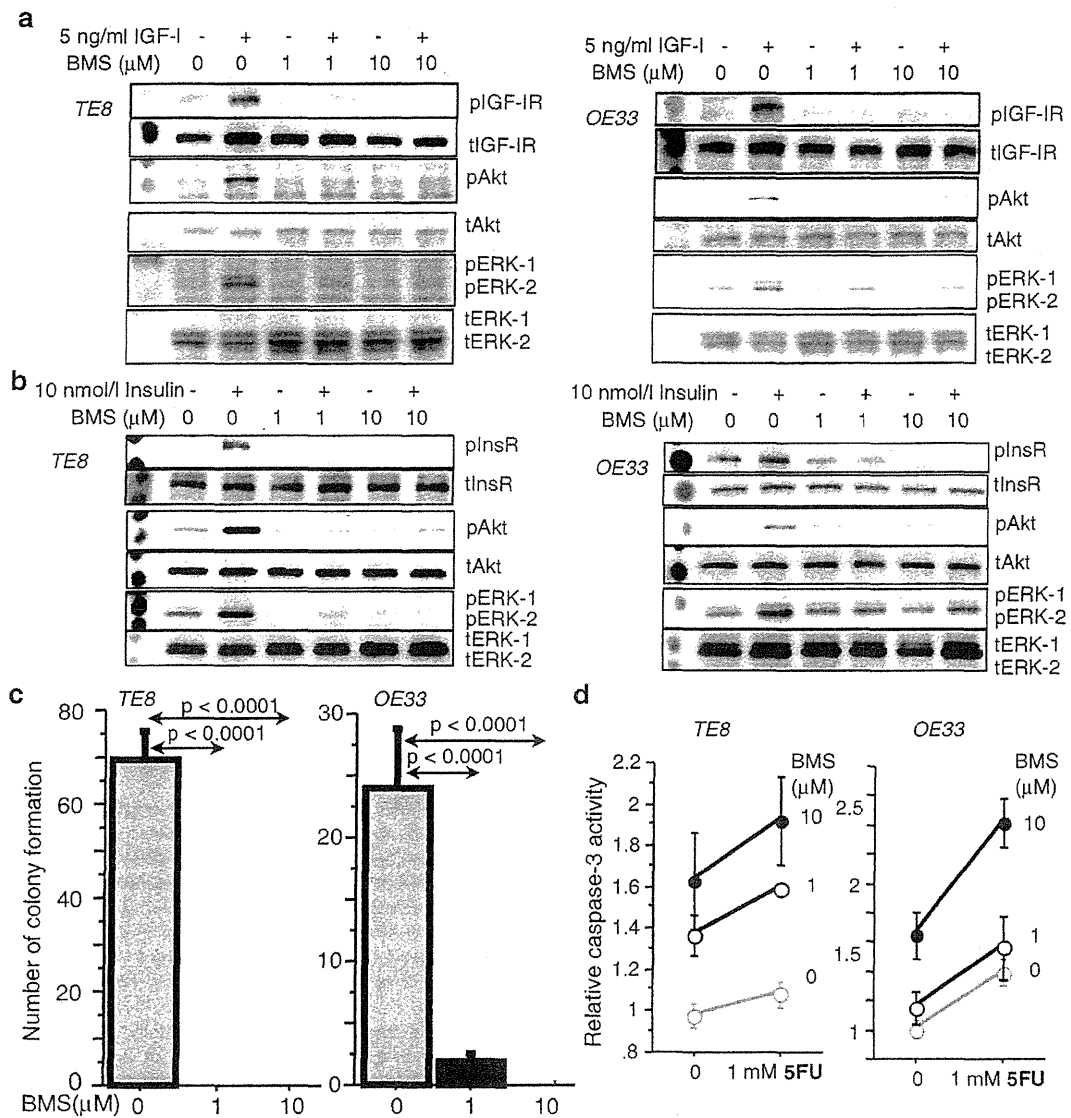 a
5 ng/ml IGF-I - + - + - +
BMS (μM) 0 0 1 1 10 10
TE8
pIGF-IR
tIGF-IR
pAkt
tAkt
pERK-1
pERK-2
tERK-1
tERK-2
5 ng/ml IGF-I - + - + - +
BMS (μM) 0 0 1 1 10 10
OE33
pIGF-IR
tIGF-IR
pAkt
tAkt
pERK-1
pERK-2
tERK-1
tERK-2
b
10 nmol/l Insulin - + - + - +
BMS (μM) 0 0 1 1 10 10
TE8
pInsR
tInsR
pAkt
tAkt
pERK-1
pERK-2
tERK-1
tERK-2
10 nmol/l Insulin - + - + - +
BMS (μM) 0 0 1 1 10 10
OE33
pInsR
tInsR
pAkt
tAkt
pERK-1
pERK-2
tERK-1
tERK-2
c
TE8
Number of colony formation
80
70
60
50
40
30
20
10
0
p < 0.0001
p < 0.0001
BMS(μM) 0 1 10
OE33
30
20
10
0
p < 0.0001
p < 0.0001
0 1 10
d
TE8
Relative caspase-3 activity
2.2
2
1.8
1.6
1.4
1.2
1
.8
BMS
(μM)
10
1
0
0 1 mM 5FU
OE33
2.5
2
1.5
1
BMS
(μM)
10
1
0
0 1 mM 5FU